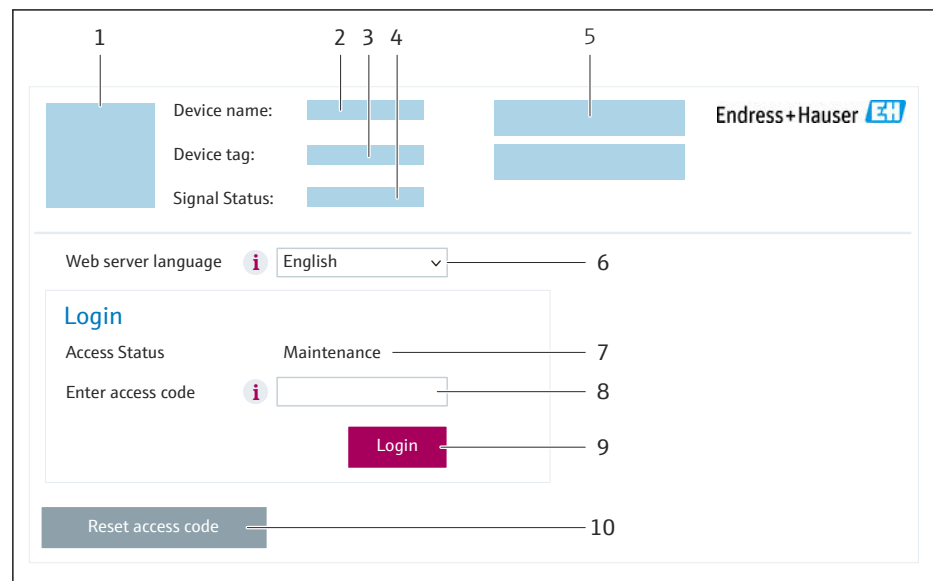 1 2 3 4 5
Device name:
Endress+Hauser EH
Device tag:
Signal Status:
Web server language i English 6
Login
Access Status Maintenance 7
Enter access code i 8
Login 9
Reset access code 10